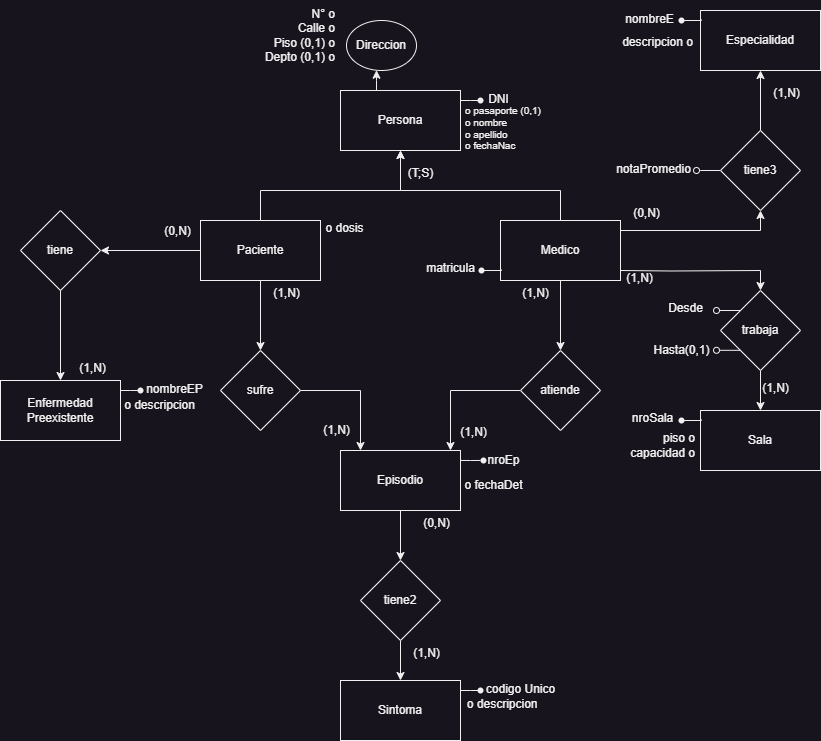 N° o
Calle o
Piso (0,1) o
Depto (0,1) o
Direccion
nombreE
descripcion o
Especialidad
(1,N)
Persona
DNI
o pasaporte (0,1)
o nombre
o apellido
o fechaNac
(T;S)
notaPromedio
tiene3
(0,N)
tiene
(0,N)
Paciente
o dosis
Medico
matricula
(1,N)
(1,N)
(1,N)
Desde
Hasta(0,1)
trabaja
(1,N)
(1,N)
Enfermedad
Preexistente
nombreEP
o descripcion
sufre
atiende
(1,N)
(1,N)
nroSala
piso o
capacidad o
Sala
Episodio
nroEp
o fechaDet
(0,N)
tiene2
(1,N)
Sintoma
codigo Unico
o descripcion